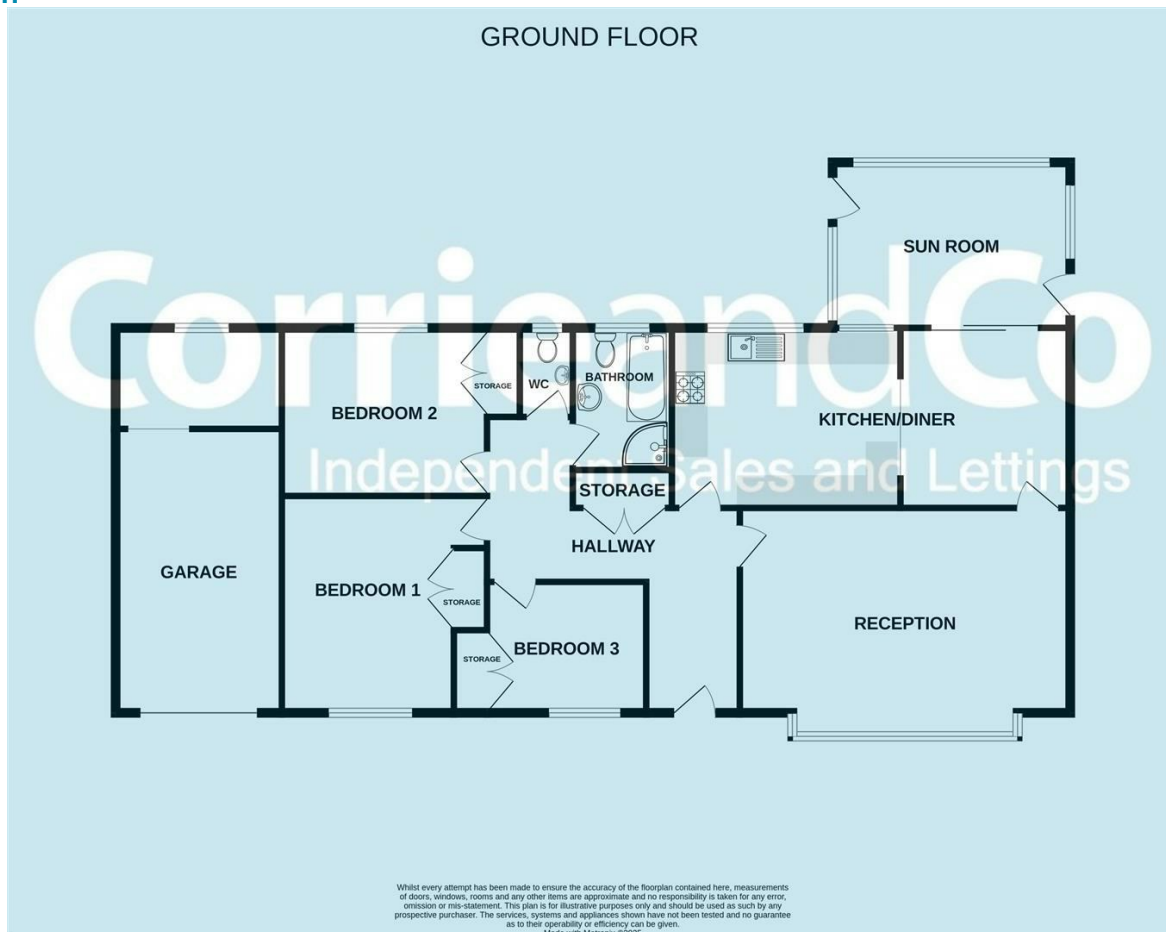 GROUND FLOOR
CorrieandCo
Independent Sales and Lettings
SUN ROOM
STORAGE
WC
BATHROOM
BEDROOM 2
KITCHEN/DINER
STORAGE
HALLWAY
GARAGE
BEDROOM 1
STORAGE
RECEPTION
BEDROOM 3
STORAGE
Whilst every attempt has been made to ensure the accuracy of the floorplan contained here, measurements
of doors, windows, rooms and any other items are approximate and no responsibility is taken for any error,
omission or mis-statement. This plan is for illustrative purposes only and should be used as such by any
prospective purchaser. The services, systems and appliances shown have not been tested and no guarantee
as to their operability or efficiency can be given.
Made with Metropix ©2025